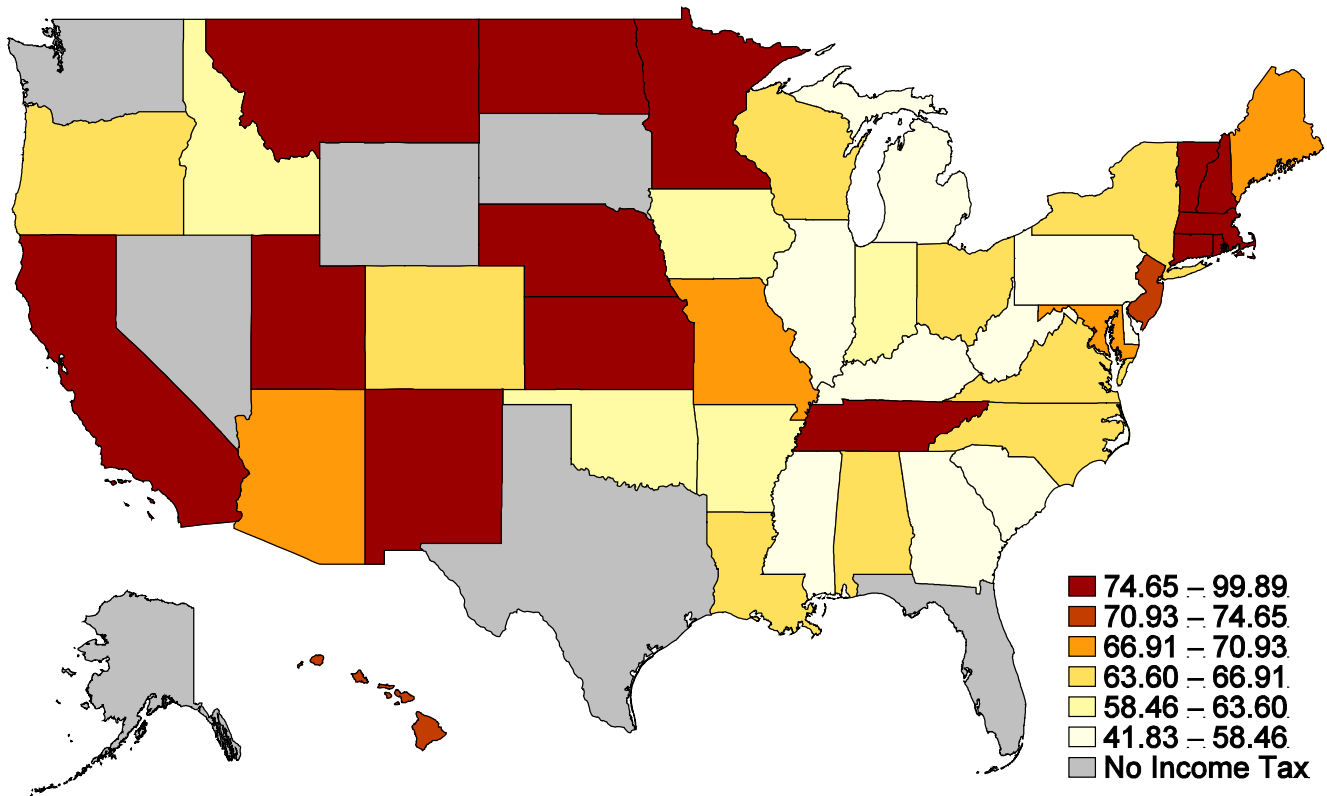 74.65 – 99.89
70.93 – 74.65
66.91 – 70.93
63.60 – 66.91
58.46 – 63.60
41.83 – 58.46
No Income Tax